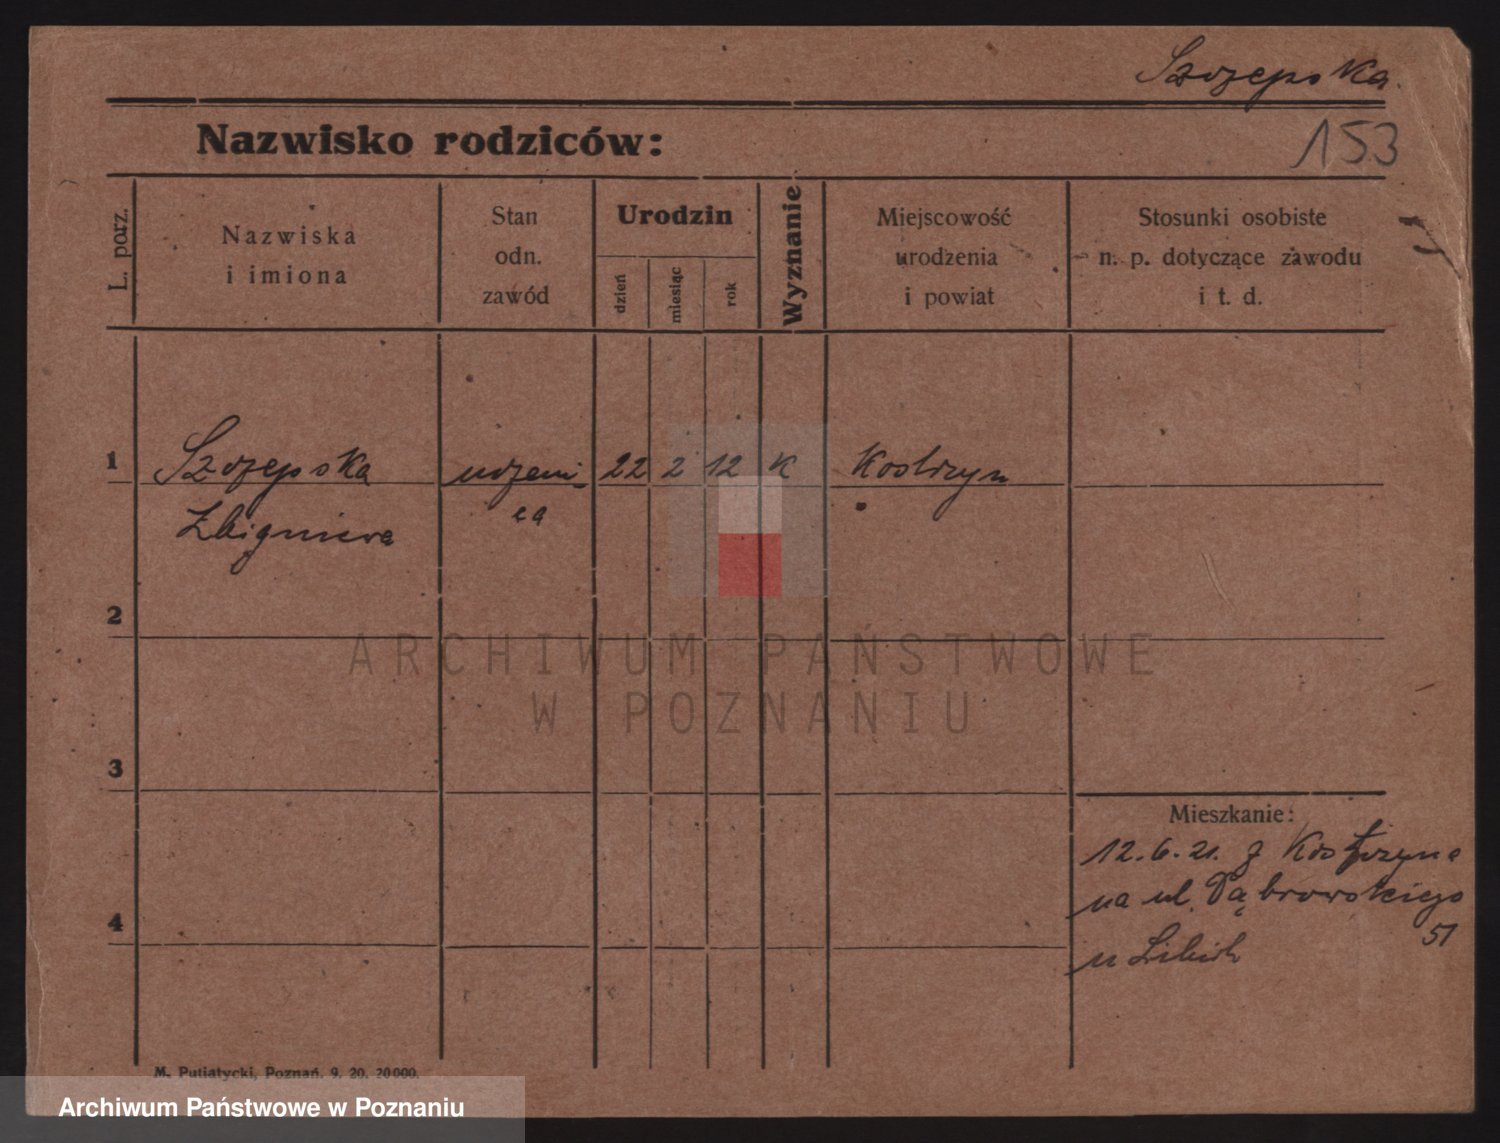 Szczepska.
Nazwisko rodziców:
153
L. porz.
Nazwiska
i imiona
Stan
odn.
zawód
Urodzin
dzień
miesiąc
rok
Wyznanie
Miejscowość
urodzenia
i powiat
Stosunki osobiste
n. p. dotyczące zawodu
i t. d.
1
Szczepska
uczeni-
22
2
12
K
Kostrzyn
ca
Zbigniewa
2
ARCHIWUM PAŃSTWOWE
W POZNANIU
3
Mieszkanie:
12.6.21. z Kostrzyna
na ul. Dąbrowskiego
51
4
u
M. Putiatycki, Poznań. 9. 20. 20000.
Archiwum Państwowe w Poznaniu